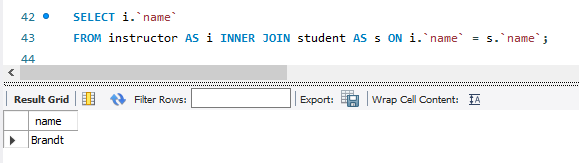 42 SELECT i.`name`
43 FROM instructor AS i INNER JOIN student AS s ON i.`name` = s.`name`;
44
Result Grid Filter Rows: Export: Wrap Cell Content: IA
name
Brandt